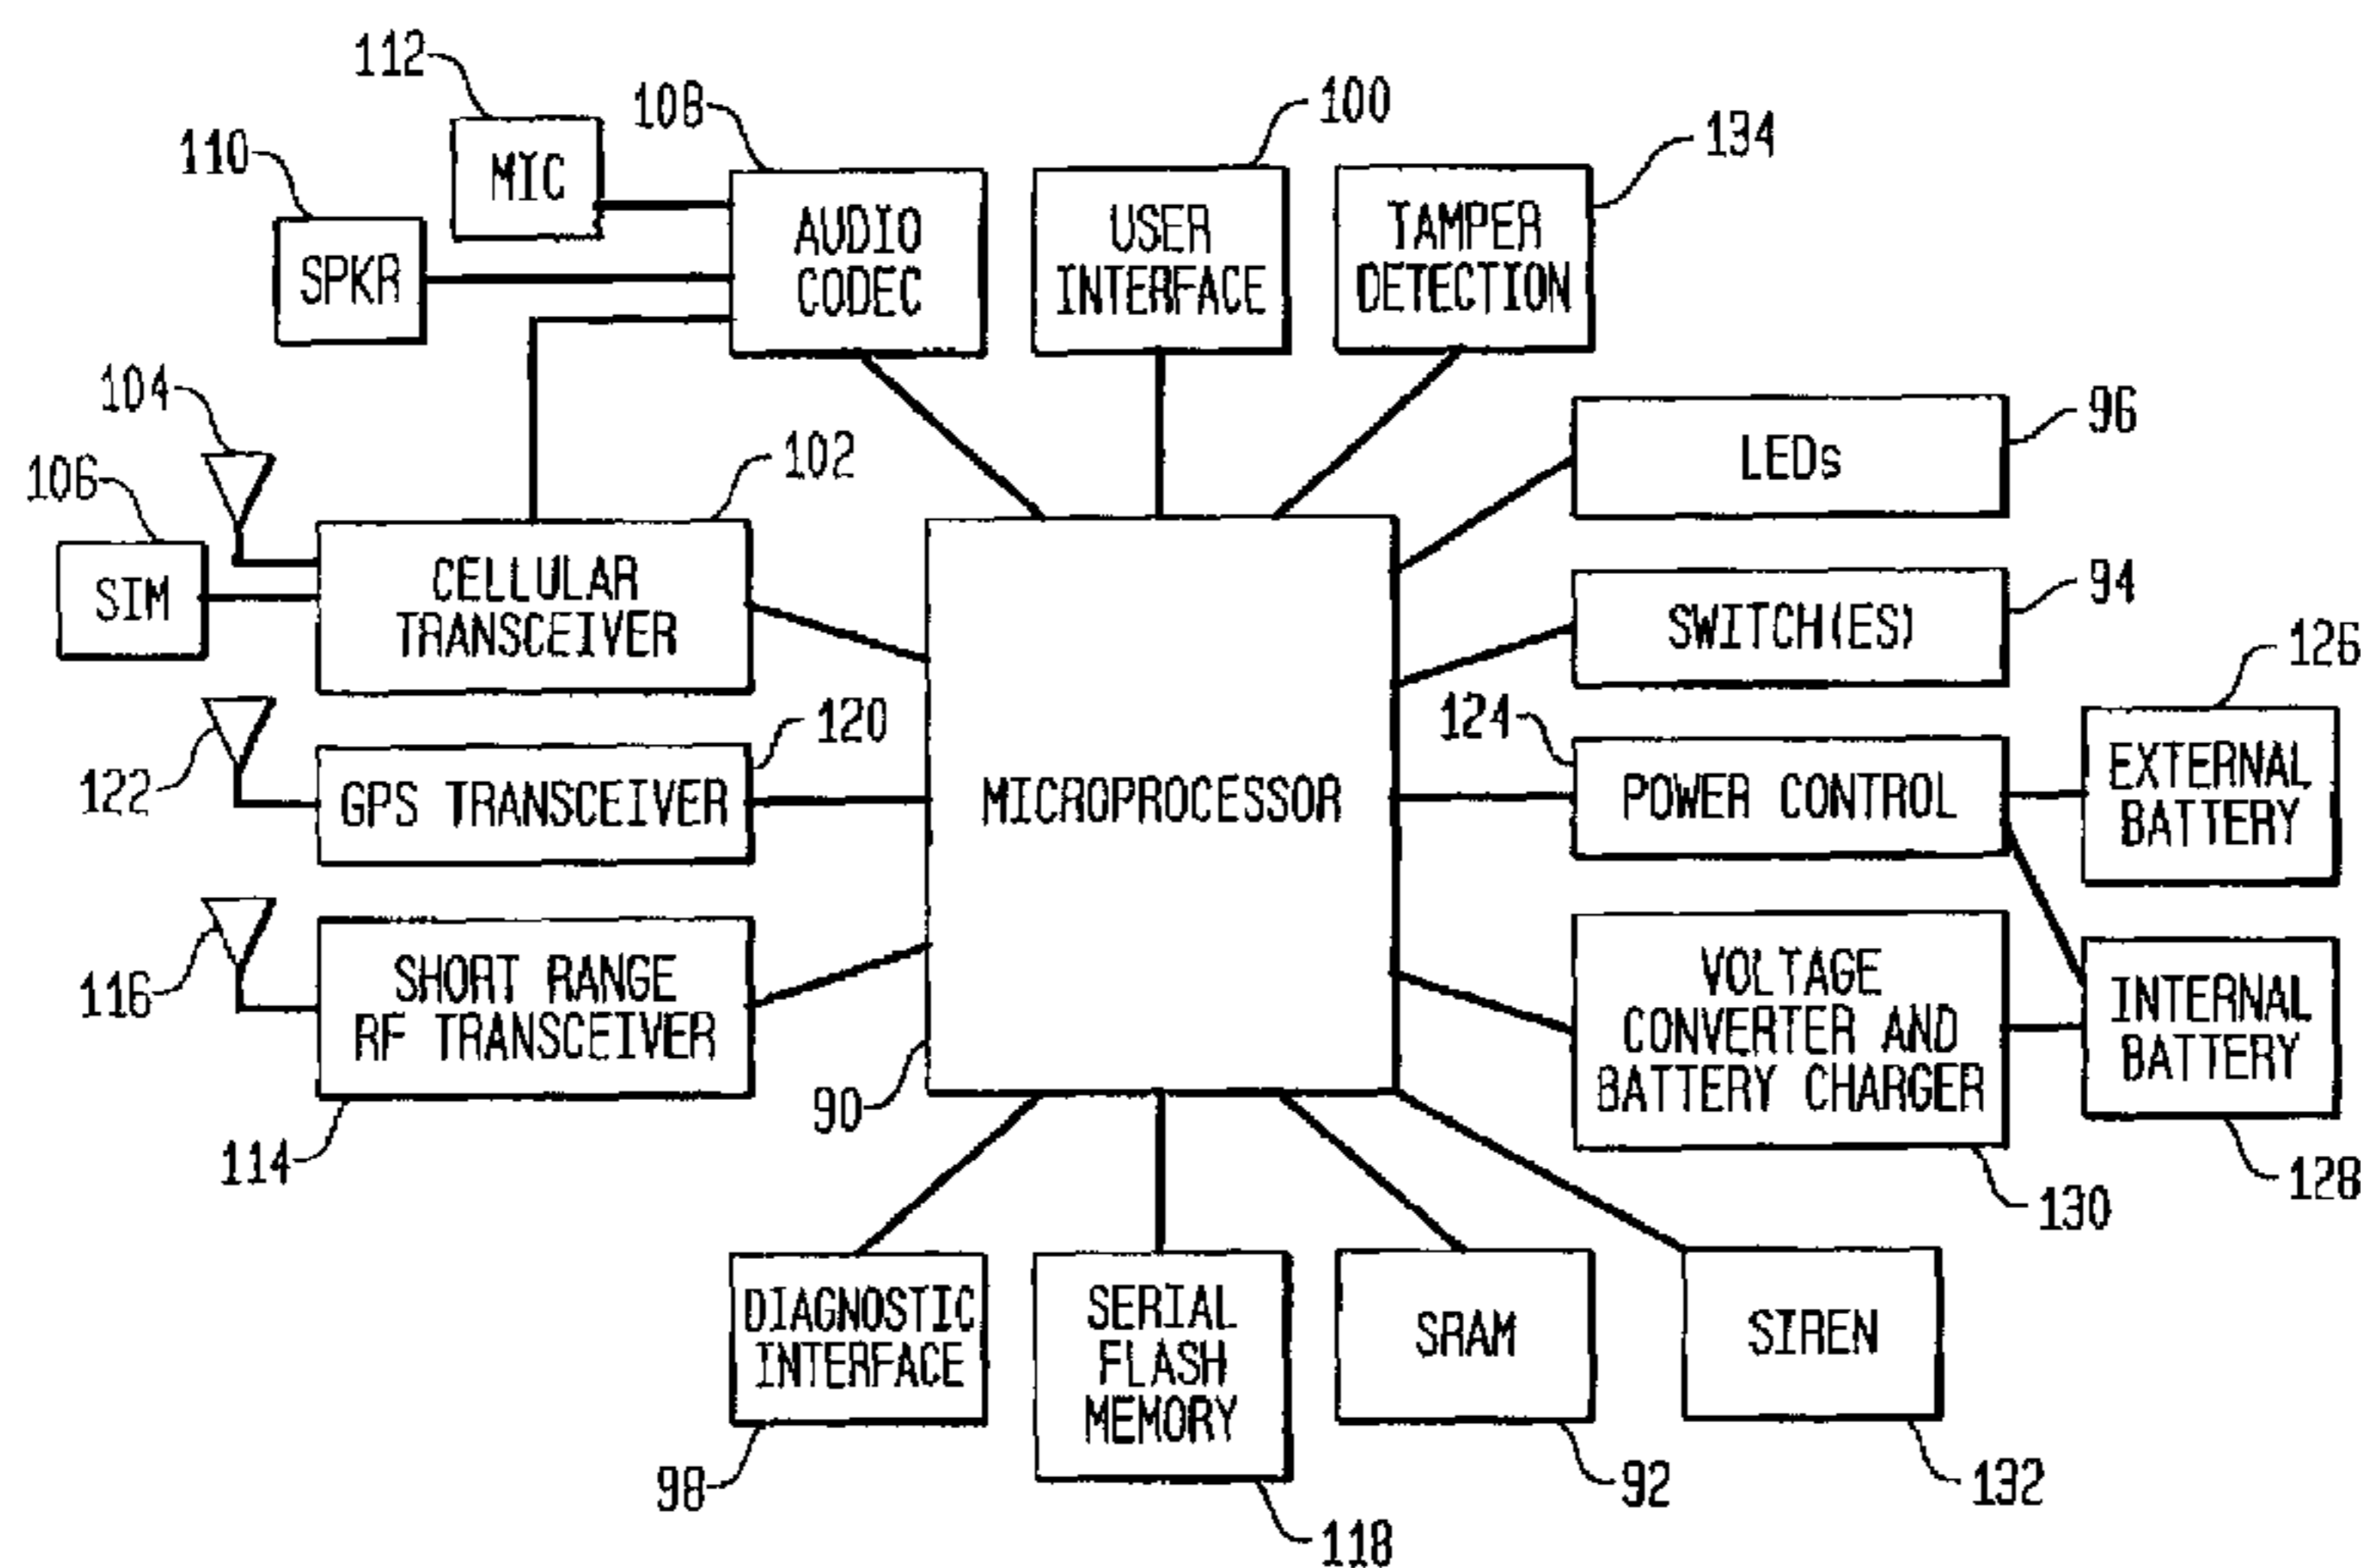 112
108
100
134
110
MIC
AUDIO
CODEC
USER
INTERFACE
TAMPER
DETECTION
SPKR
104
96
LEDs
106
102
SIM
CELLULAR
TRANSCEIVER
94
SWITCH(ES)
126
122
120
GPS TRANSCEIVER
MICROPROCESSOR
124
POWER CONTROL
EXTERNAL
BATTERY
116
SHORT RANGE
RF TRANSCEIVER
VOLTAGE
CONVERTER AND
BATTERY CHARGER
INTERNAL
BATTERY
114
90
130
128
DIAGNOSTIC
INTERFACE
SERIAL
FLASH
MEMORY
SRAM
SIREN
98
118
92
132